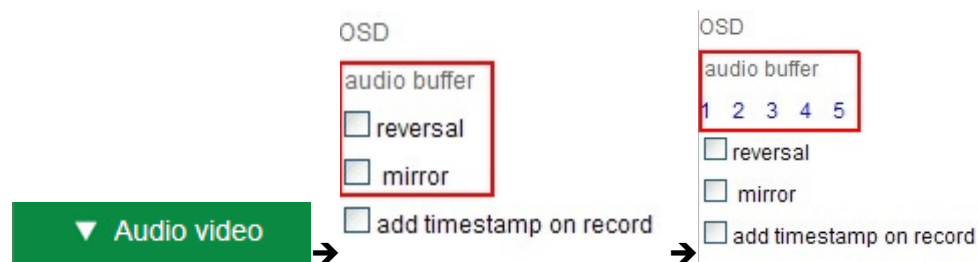 ▼ Audio video
➔
OSD
audio buffer
reversal
mirror
add timestamp on record
➔
OSD
audio buffer
1 2 3 4 5
reversal
mirror
add timestamp on record